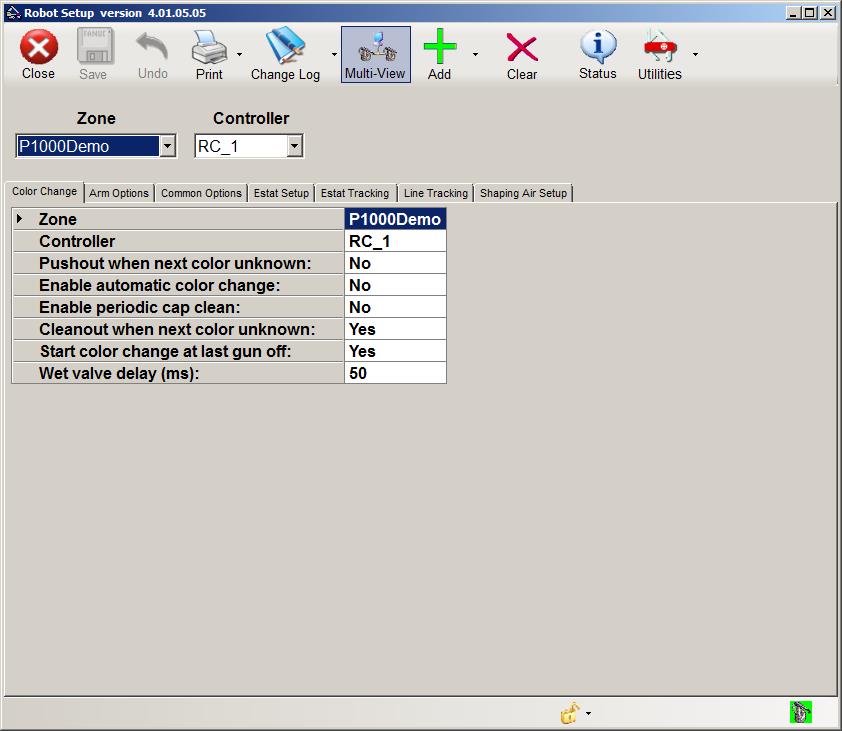 Robot Setup version 4.01.05.05
FANUC
Close Save Undo Print Change Log Multi-View Add Clear Status Utilities
Zone Controller
P1000Demo RC_1
Color Change Arm Options Common Options Estat Setup Estat Tracking Line Tracking Shaping Air Setup
Zone P1000Demo
Controller RC_1
Pushout when next color unknown: No
Enable automatic color change: No
Enable periodic cap clean: No
Cleanout when next color unknown: Yes
Start color change at last gun off: Yes
Wet valve delay (ms): 50